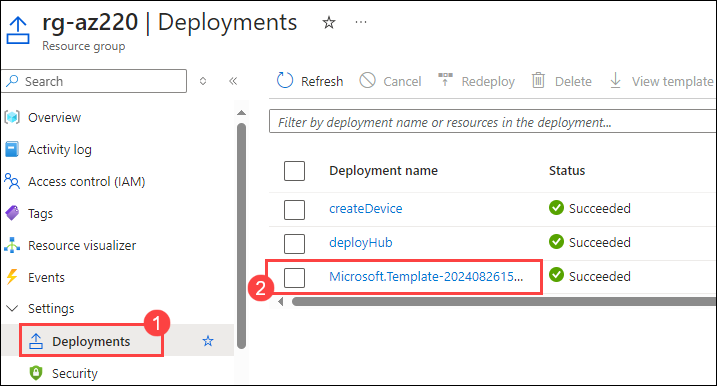 rg-az220 | Deployments
Resource group
Search
Refresh
Cancel
Redeploy
Delete
View template
Overview
Activity log
Access control (IAM)
Tags
Resource visualizer
Events
Settings
Deployments
Security
1
Filter by deployment name or resources in the deployment...
Deployment name Status
createDevice Succeeded
deployHub Succeeded
2 Microsoft.Template-2024082615... Succeeded